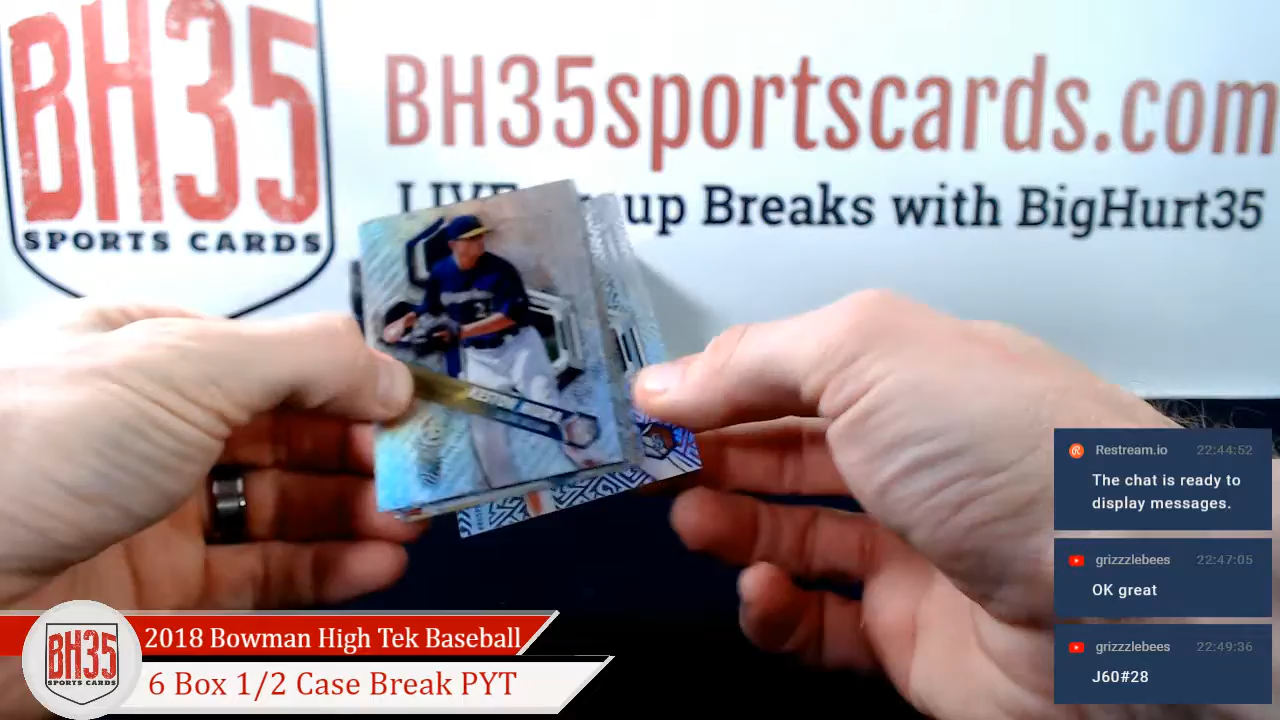 BH35
SPORTS CARDS
BH35sportscards.com
up Breaks with BigHurt35
Restream.io 22:44:52
The chat is ready to
display messages.
grizzzlebees 22:47:05
OK great
grizzzlebees 22:49:36
J60#28
BH35
SPORTS CARDS
2018 Bowman High Tek Baseball
6 Box 1/2 Case Break PYT